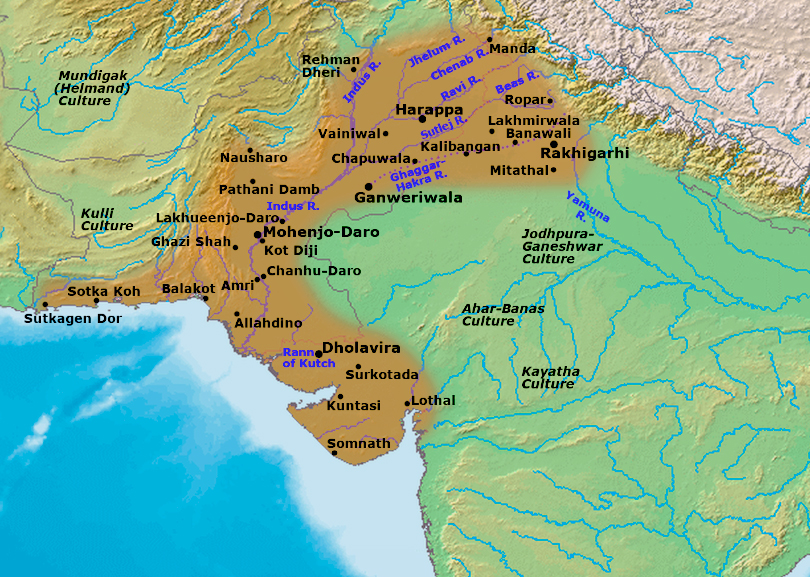 Rehman
Dheri
Manda
Jhelum R.
Chenab R.
Indus R.
Ravi R.
Beas R.
Mundigak
(Helmand)
Culture
Ropar
Harappa
Lakhmirwala
Sutlej R.
Vainiwal
Banawali
Kalibangan
Rakhigarhi
Nausharo
Chapuwala
Ghaggar-
Hakra R.
Mitathal
Pathani Damb
Ganweriwala
Yamuna
R.
Indus R.
Kulli
Culture
Lakhueenjo-Daro
Mohenjo-Daro
Ghazi Shah
Kot Diji
Jodhpura-
Ganeshwar
Culture
Chanhu-Daro
Sotka Koh
Balakot
Amri
Sutkagen Dor
Allahdino
Ahar-Banas
Culture
Rann
of Kutch
Dholavira
Surkotada
Kayatha
Culture
Kuntasi
Lothal
Somnath